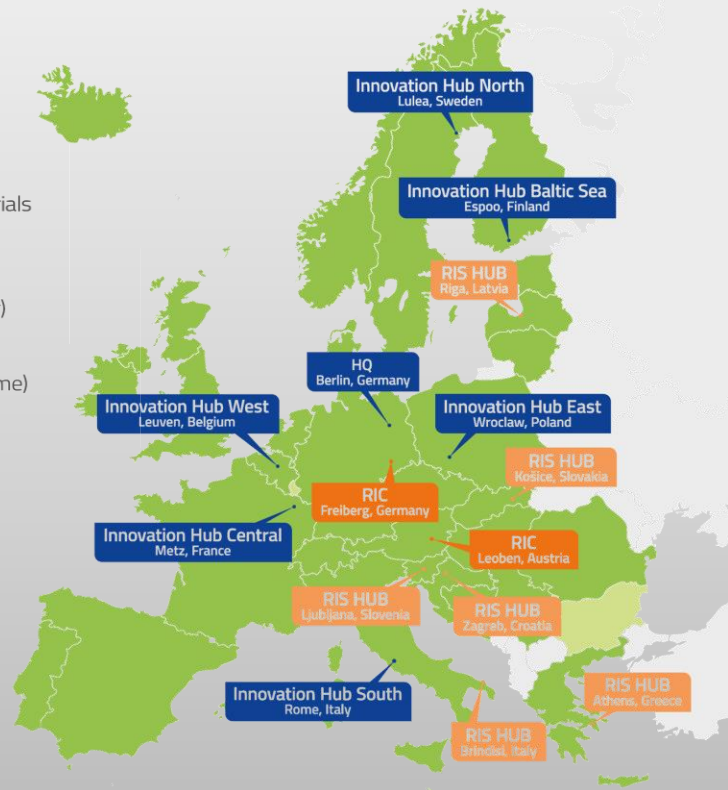 Innovation Hub North
Lulea, Sweden
Innovation Hub Baltic Sea
Espoo, Finland
ials
RIS HUB
Riga, Latvia
)
HQ
Berlin, Germany
me)
Innovation Hub West
Leuven, Belgium
Innovation Hub East
Wroclaw, Poland
RIS HUB
Košice, Slovakia
RIC
Freiberg, Germany
Innovation Hub Central
Metz, France
RIC
Leoben, Austria
RIS HUB
Ljubljana, Slovenia
RIS HUB
Zagreb, Croatia
Innovation Hub South
Rome, Italy
RIS HUB
Athens, Greece
RIS HUB
Brindisi, Italy